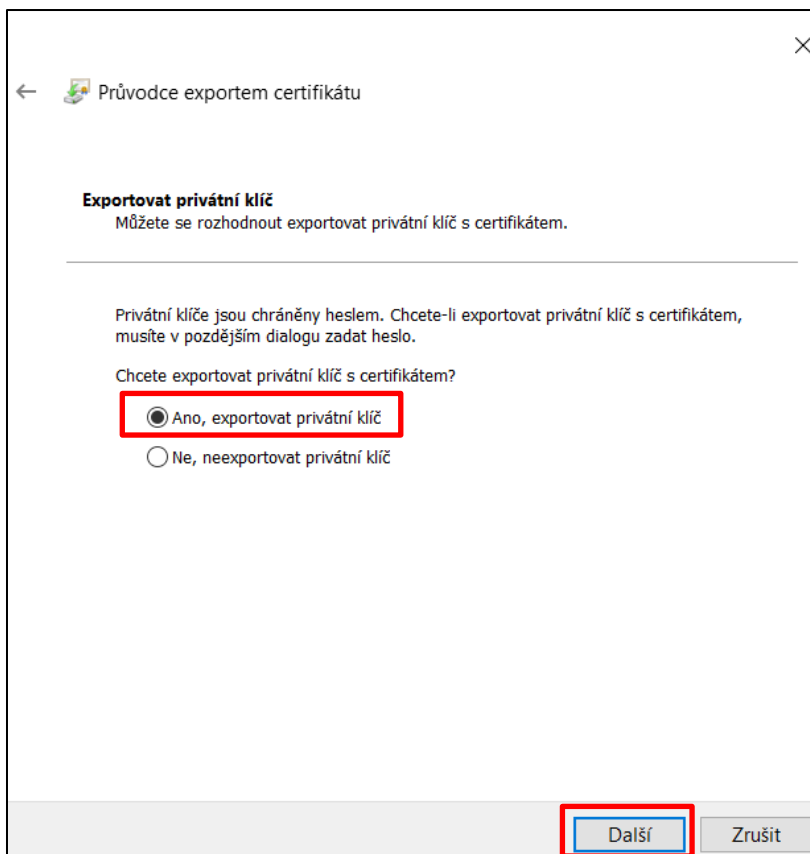 Průvodce exportem certifikátu
Exportovat privátní klíč
Můžete se rozhodnout exportovat privátní klíč s certifikátem.
Privátní klíče jsou chráněny heslem. Chcete-li exportovat privátní klíč s certifikátem,
musíte v pozdějším dialogu zadat heslo.
Chcete exportovat privátní klíč s certifikátem?
Ano, exportovat privátní klíč
Ne, neexportovat privátní klíč
Další
Zrušit